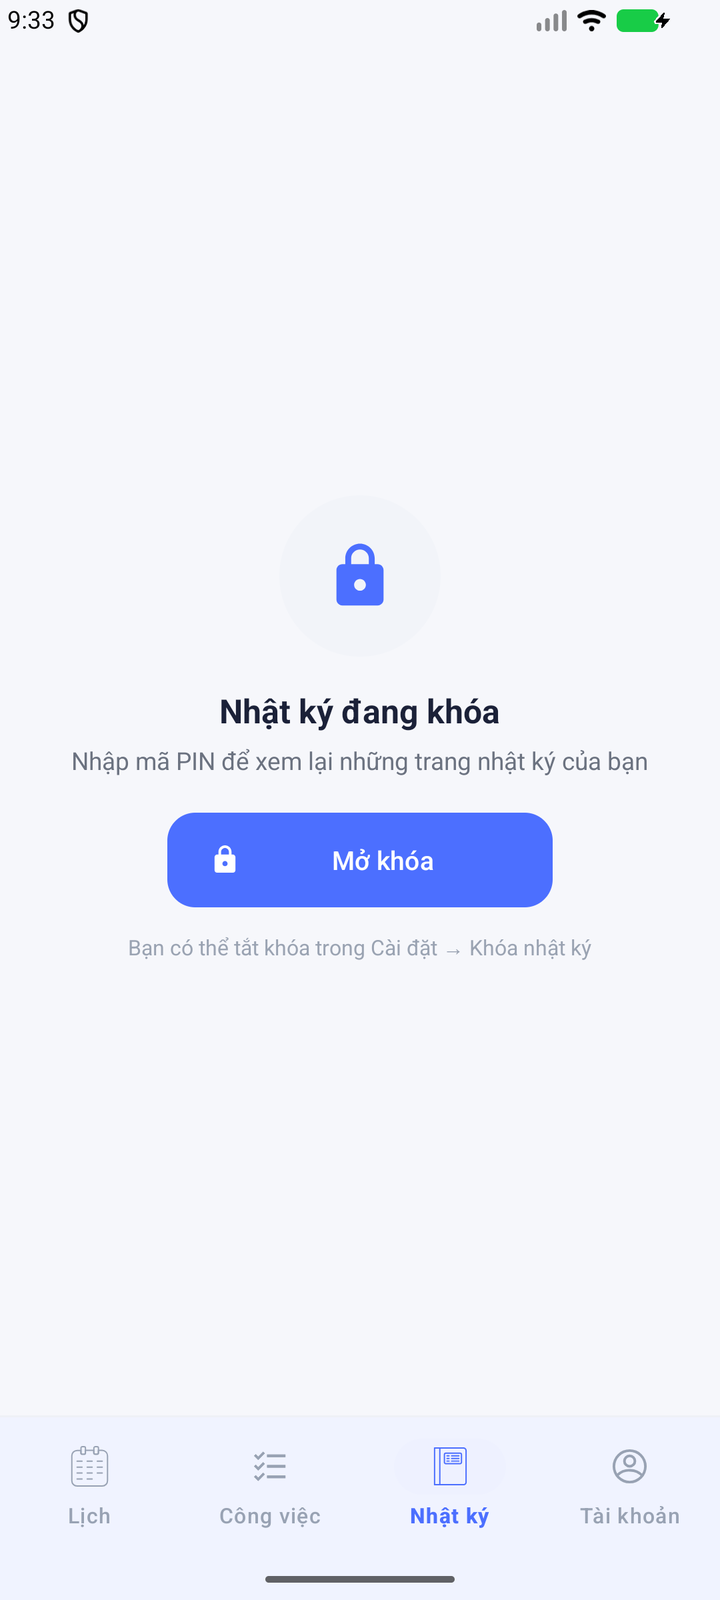 9:33
Nhật ký đang khóa
Nhập mã PIN để xem lại những trang nhật ký của bạn
Mở khóa
Bạn có thể tắt khóa trong Cài đặt → Khóa nhật ký
Lịch
Công việc
Nhật ký
Tài khoản